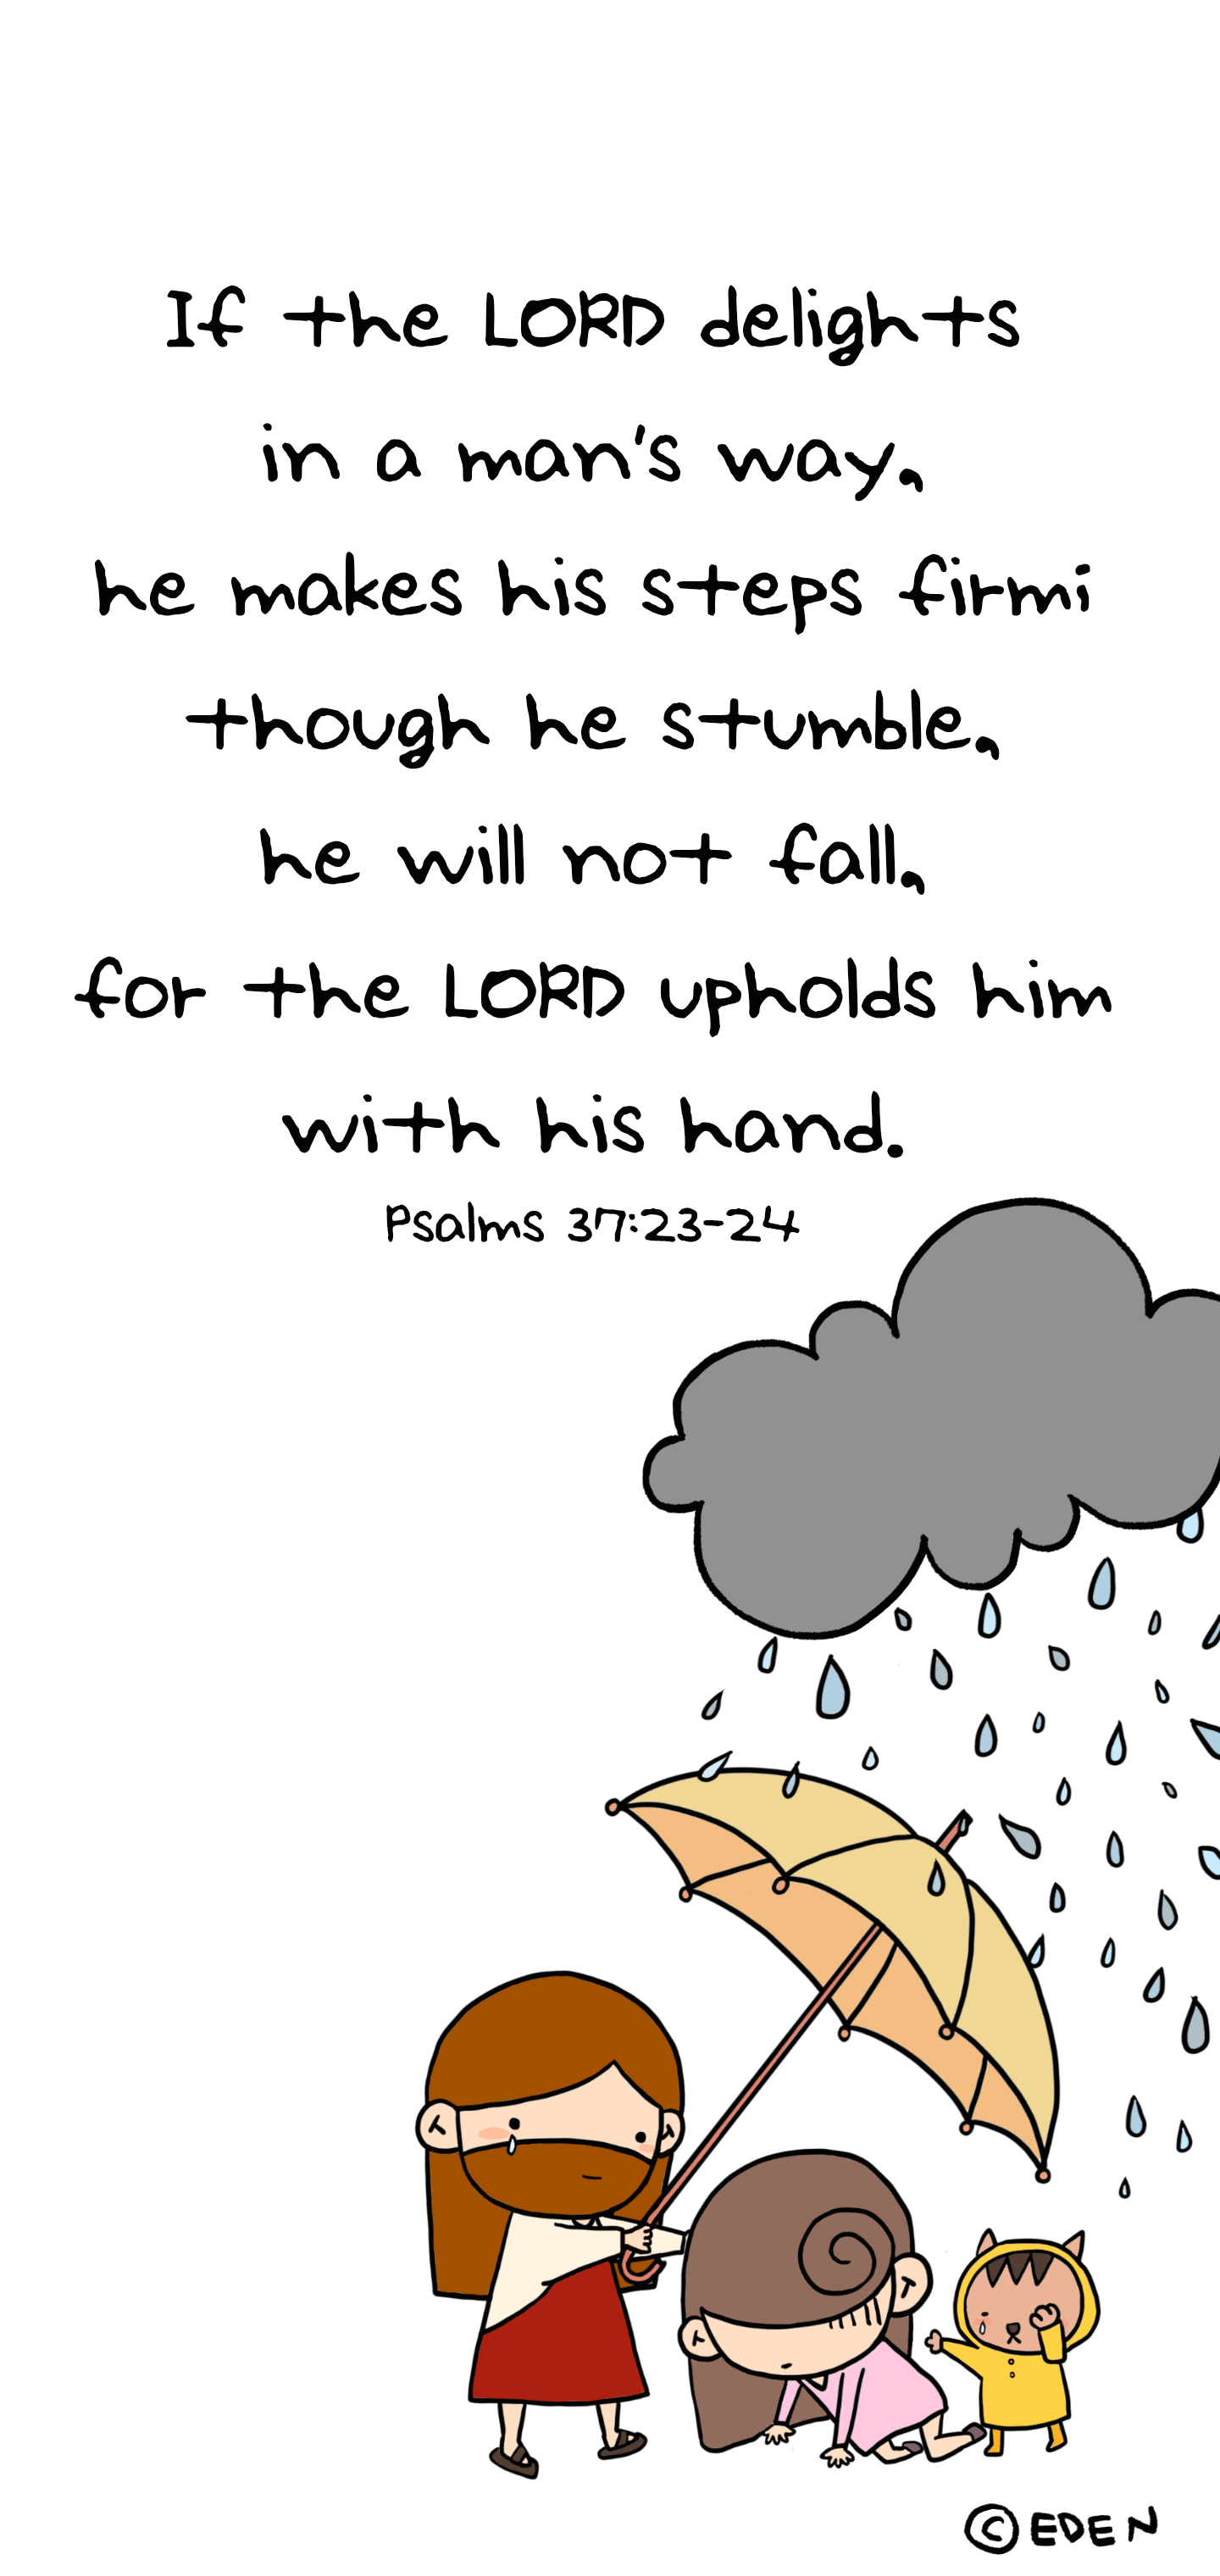 If the LORD delights
in a man's way,
he makes his steps firmi
though he stumble,
he will not fall,
for the LORD upholds him
with his hand.
Psalms 37:23-24
©EDEN